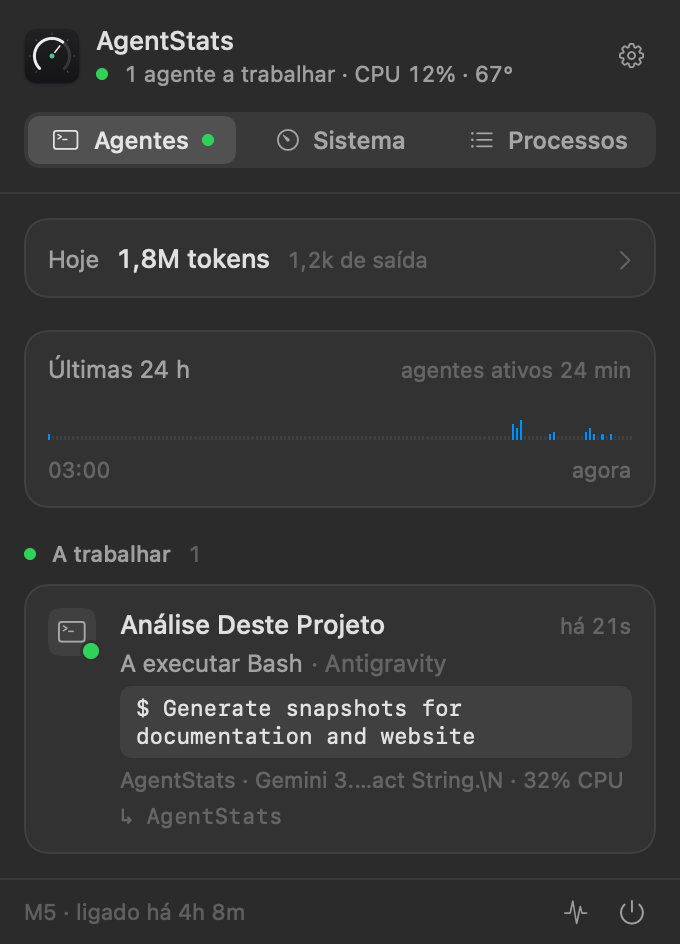 AgentStats
1 agente a trabalhar · CPU 12% · 67°
Agentes
Sistema
Processos
Hoje 1,8M tokens 1,2k de saída
Últimas 24 h agentes ativos 24 min
03:00 agora
A trabalhar 1
Análise Deste Projeto há 21s
A executar Bash · Antigravity
$ Generate snapshots for
documentation and website
AgentStats · Gemini 3.…act String.\N · 32% CPU
↳ AgentStats
M5 · ligado há 4h 8m